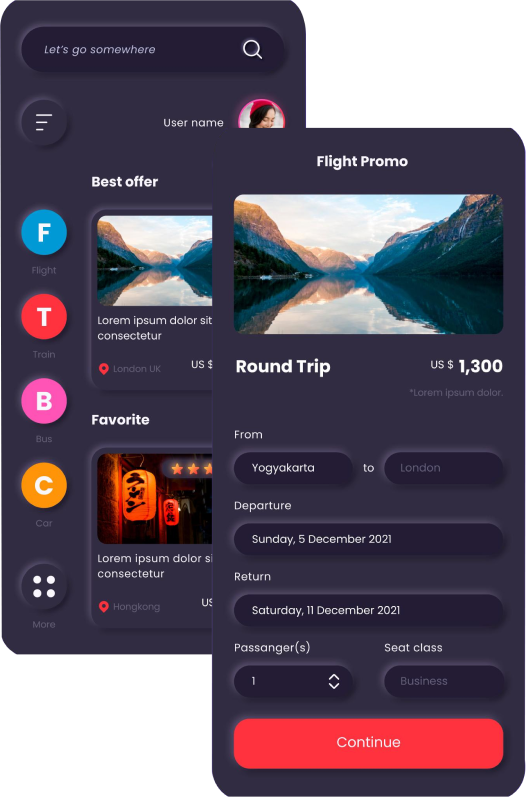 Let's go somewhere
User name
Best offer
F
Flight
T
Train
B
Bus
C
Car
More
Lorem ipsum dolor sit
consectetur
London UK
US $
Favorite
Lorem ipsum dolor si
consectetur
Hongkong
US
Flight Promo
Round Trip
US $ 1,300
*Lorem ipsum dolor.
From
Yogyakarta to London
Departure
Sunday, 5 December 2021
Return
Saturday, 11 December 2021
Passanger(s) Seat class
1 Business
Continue